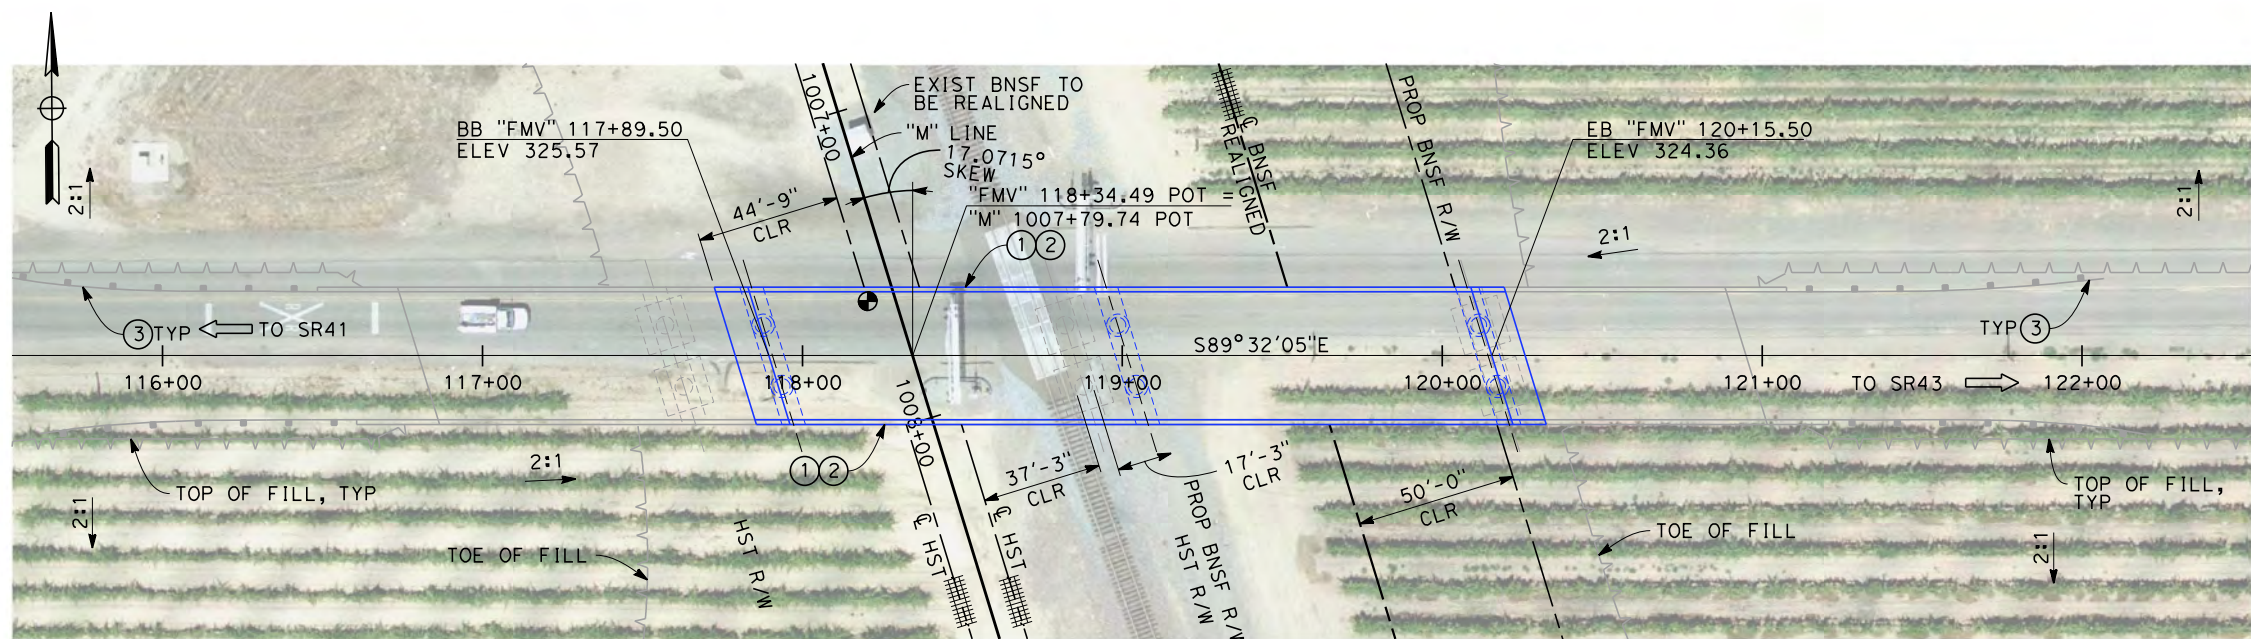 EXIST BNSF TO
BE REALIGNED
"M" LINE
17.0715°
SKEW
"FMV" 118+34.49 POT =
"M" 1007+79.74 POT
1 2
BB "FMV" 117+89.50
ELEV 325.57
1007+00
44'-9"
CLR
2:1
℄ BNSF
REALIGNED
PROP BNSF R/W
EB "FMV" 120+15.50
ELEV 324.36
2:1
2:1
3 TYP
TO SR41
S89°32'05"E
TYP 3
116+00
117+00
118+00
119+00
120+00
121+00
TO SR43
122+00
1008+00
1 2
2:1
TOP OF FILL, TYP
2:1
37'-3"
CLR
17'-3"
CLR
50'-0"
CLR
TOP OF FILL,
TYP
TOE OF FILL
TOE OF FILL
2:1
HST R/W
℄ HST
℄ HST
PROP BNSF R/W
HST R/W